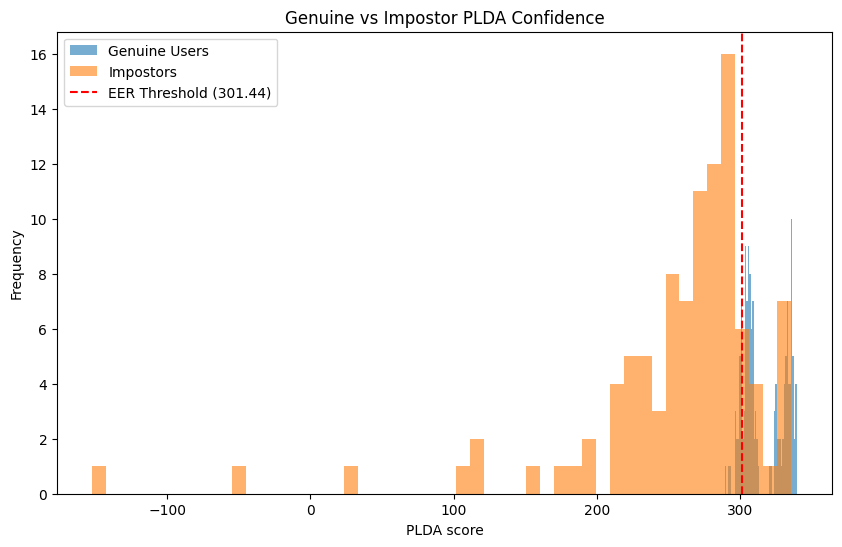 Genuine vs Impostor PLDA Confidence
Genuine Users
Impostors
EER Threshold (301.44)
16
14
12
10
8
6
4
2
0
Frequency
−100
0
100
200
300
PLDA score